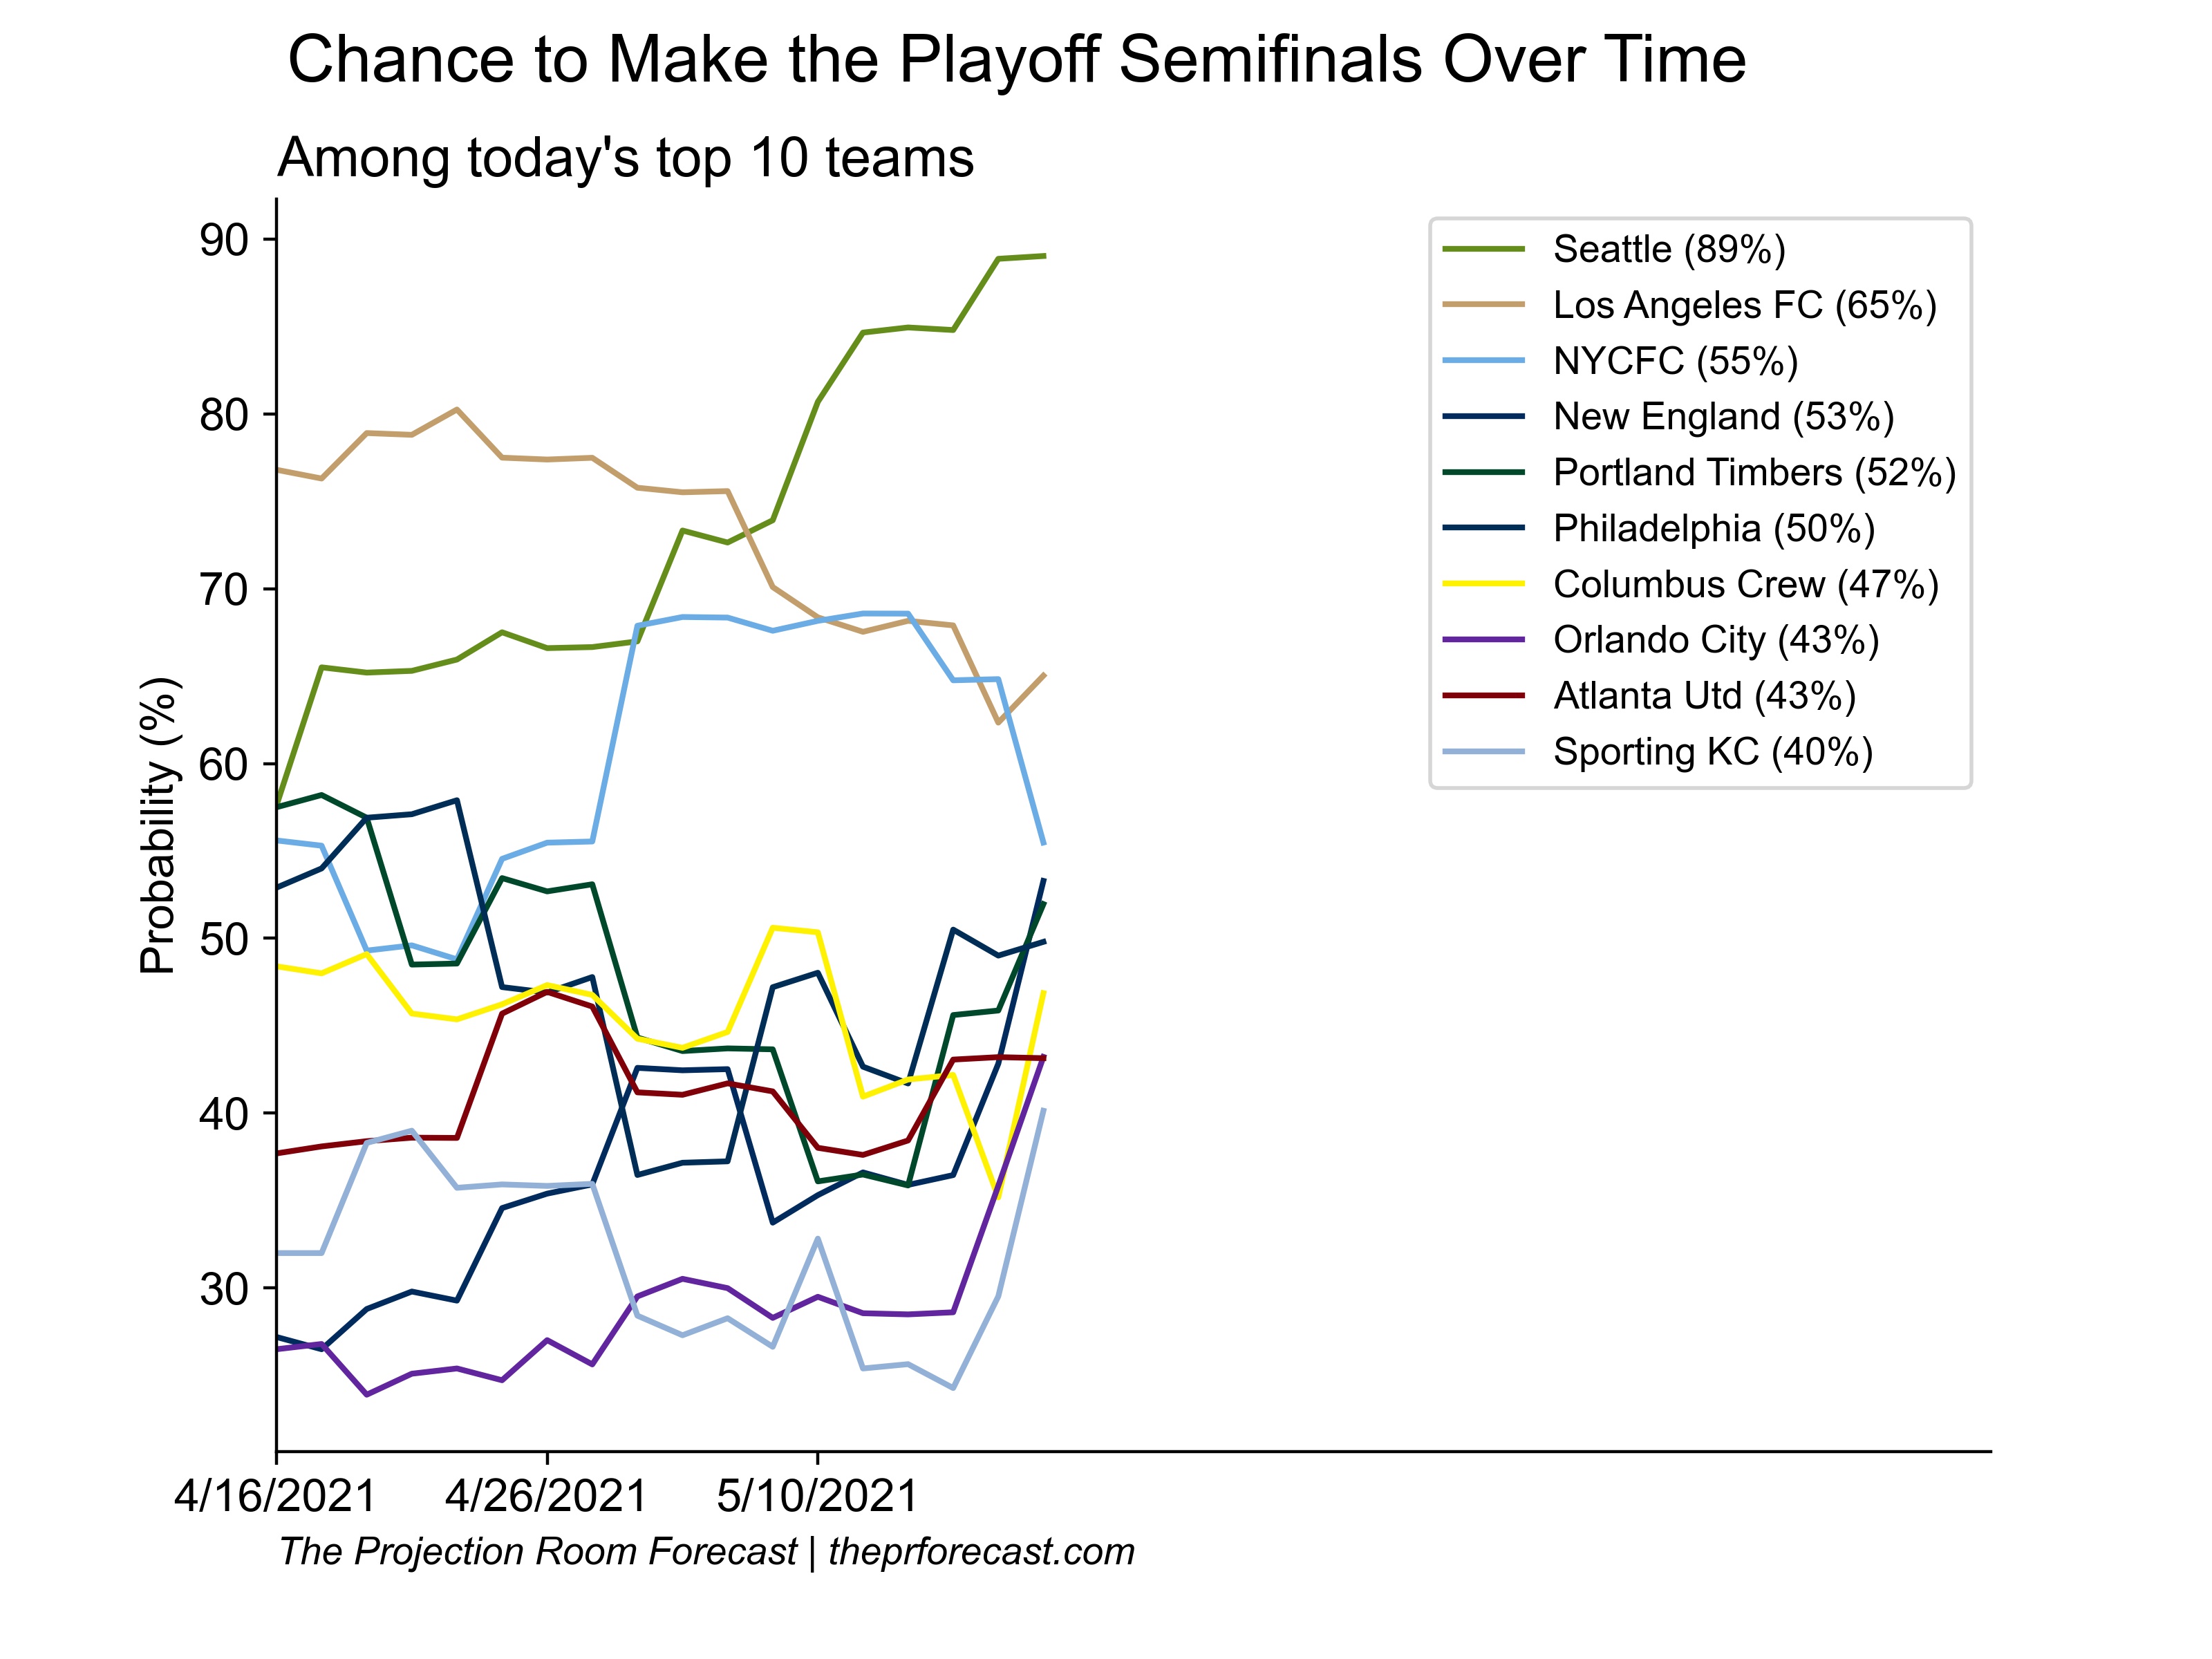 Chance to Make the Playoff Semifinals Over Time
Among today's top 10 teams
Probability (%)
90
80
70
60
50
40
30
4/16/2021
4/26/2021
5/10/2021
Seattle (89%)
Los Angeles FC (65%)
NYCFC (55%)
New England (53%)
Portland Timbers (52%)
Philadelphia (50%)
Columbus Crew (47%)
Orlando City (43%)
Atlanta Utd (43%)
Sporting KC (40%)
The Projection Room Forecast | theprforecast.com